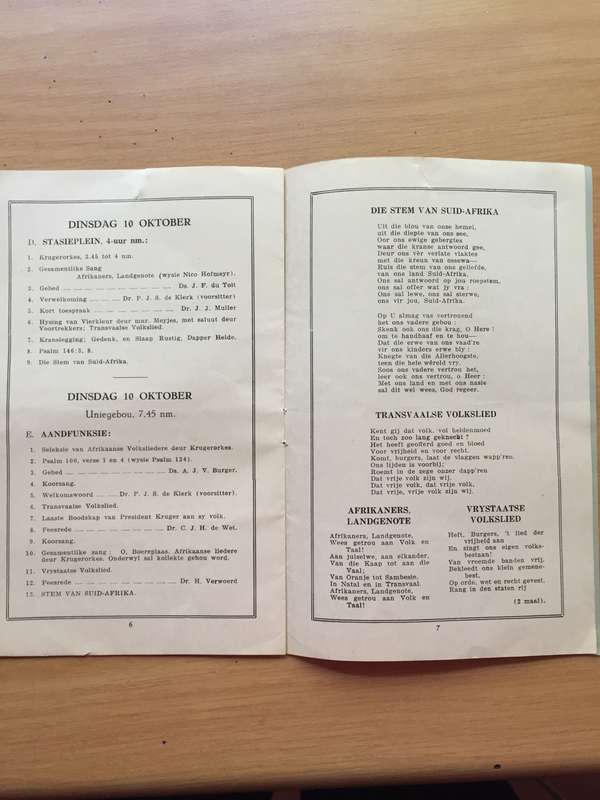 DINSDAG 10 OKTOBER
D. STASIEPLEIN, 4-uur nm.:
1. Krugerorkes, 3.45 tot 4 nm.
2. Gesamentlike Sang
Afrikaners, Landgenote (wysie Nico Hofmeyr).
3. Gebed Ds. J. F. du Toit
4. Verwelkoming Dr. P. J. S. de Klerk (voorsitter)
5. Kort toespraak Dr. J. J. Muller
6. Hysing van Vierkleur deur mnr. Meyjes, met saluut deur
Voortrekkers; Transvaalse Volkslied.
7. Kranslegging; Gedenk, en Slaap Rustig, Dapper Helde.
8. Psalm 146:3, 8.
9. Die Stem van Suid-Afrika.
DINSDAG 10 OKTOBER
Uniegebou, 7.45 nm.
E. AANDFUNKSIE:
1. Seleksie van Afrikaanse Volksliedere deur Krugerorkes.
2. Psalm 100, verse 1 en 4 (wysie Psalm 134).
3. Gebed Ds. A. J. V. Burger.
4. Koorsang.
5. Welkomswoord Dr. P. J. S. de Klerk (voorsitter).
6. Transvaalse Volkslied.
7. Laaste Boodskap van President Kruger aan sy volk.
8. Feesrede Dr. C. J. H. de Wet.
9. Koorsang.
10. Gesamentlike sang: O, Boereplaas. Afrikaanse liedere
deur Krugerorkes. Onderwyl sal kollekte gehou word.
11. Vrystaatse Volkslied.
12. Feesrede Dr. H. Verwoerd
13. STEM VAN SUID-AFRIKA.
6
DIE STEM VAN SUID-AFRIKA
Uit die blou van onse hemel,
uit die diepte van ons see,
Oor ons ewige gebergtes
waar die kranse antwoord gee,
Deur ons vêr verlate vlaktes
met die kreun van ossewa—
Ruis die stem van ons geliefde,
van ons land Suid-Afrika.
Ons sal antwoord op jou roepstem,
ons sal offer wat jy vra:
Ons sal lewe, ons sal sterwe,
ons vir jou, Suid-Afrika.
Op U almag vas vertrouend
het ons vadere gebou:
Skenk ook ons die krag, O Here!
om te handhaaf en te hou—
Dat die erwe van ons vaad're
vir ons kinders erwe bly:
Knegte van die Allerhoogste,
teen die hele wêreld vry.
Soos ons vadere vertrou het,
leer ook ons vertrou, o Heer:
Met ons land en met ons nasie
sal dit wel wees, God regeer.
TRANSVAALSE VOLKSLIED
Kent gij dat volk, vol heldenmoed
En toch zoo lang geknecht?
Het heeft geofferd goed en bloed
Voor vrijheid en voor recht.
Komt, burgers, laat de vlaggen wapp'ren.
Ons lijden is voorbij;
Roemt in de zege onzer dapp'ren
Dat vrije volk zijn wij.
Dat vrije volk, dat vrije volk,
Dat vrije, vrije volk zijn wij.
AFRIKANERS,
LANDGENOTE
Afrikaners, Landgenote,
Wees getrou aan Volk en
Taal!
Aan julselwe, aan elkander,
Van die Kaap tot aan die
Vaal;
Van Oranje tot Sambesie,
In Natal en in Transvaal.
Afrikaners, Landgenote,
Wees getrou aan Volk en
Taal!
VRYSTAATSE
VOLKSLIED
Heft, Burgers, 't lied der
vrijheid aan
En zingt ons eigen volks-
bestaan!
Van vreemde banden vrij,
Bekleedt ons klein gemene-
best,
Op orde, wet en recht gevest,
Rang in den staten rij
(2 maal).
7